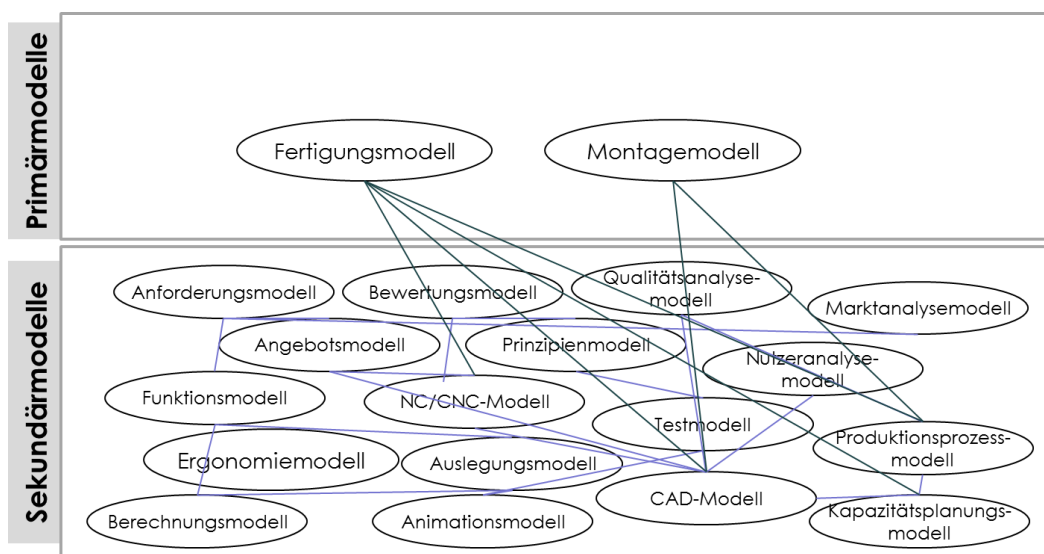 Primärmodelle
Fertigungsmodell
Montagemodell
Sekundärmodelle
Anforderungsmodell
Bewertungsmodell
Qualitätsanalyse-
modell
Marktanalysemodell
Angebotsmodell
Prinzipienmodell
Nutzeranalyse-
modell
Funktionsmodell
NC/CNC-Modell
Testmodell
Produktionsprozess-
modell
Ergonomiemodell
Auslegungsmodell
CAD-Modell
Berechnungsmodell
Animationsmodell
Kapazitätsplanungs-
modell